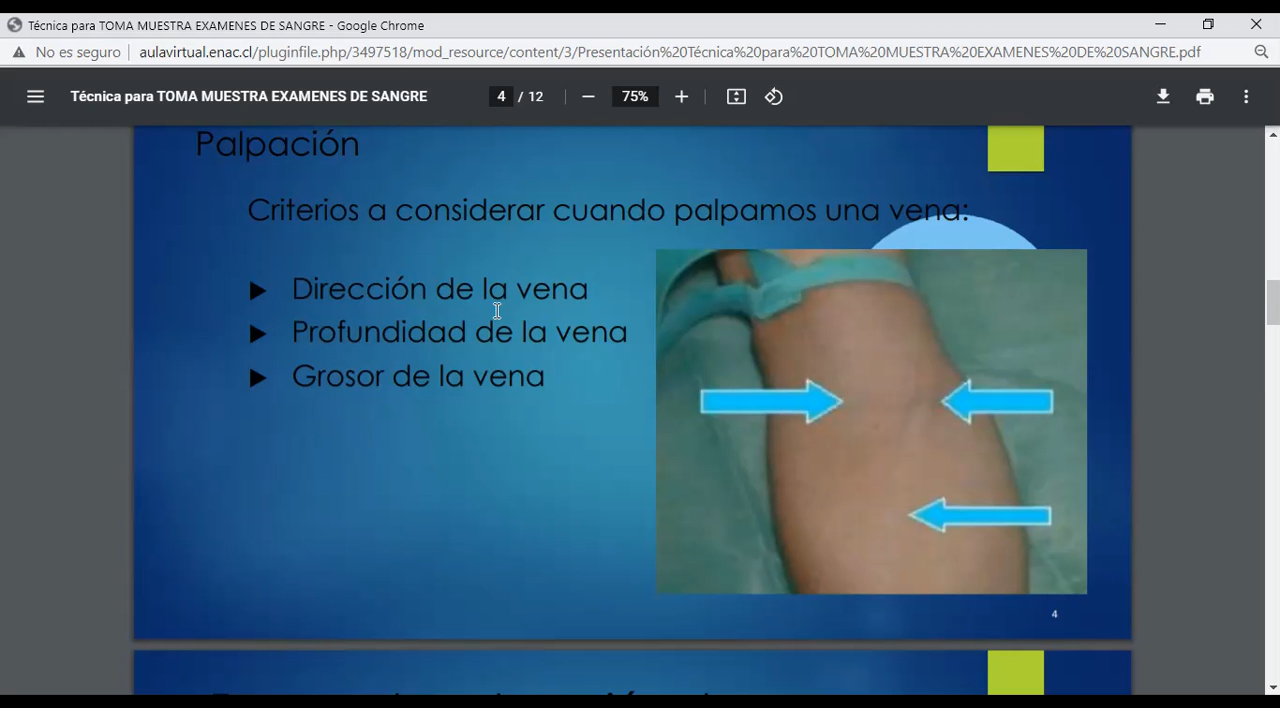 Técnica para TOMA MUESTRA EXAMENES DE SANGRE - Google Chrome
No es seguro
aulavirtual.enac.cl/pluginfile.php/3497518/mod_resource/content/3/Presentación%20Técnica%20para%20TOMA%20MUESTRA%20EXAMENES%20DE%20SANGRE.pdf
Técnica para TOMA MUESTRA EXAMENES DE SANGRE
4 / 12
75%
Palpación
Criterios a considerar cuando palpamos una vena:
Dirección de la vena
Profundidad de la vena
Grosor de la vena
4